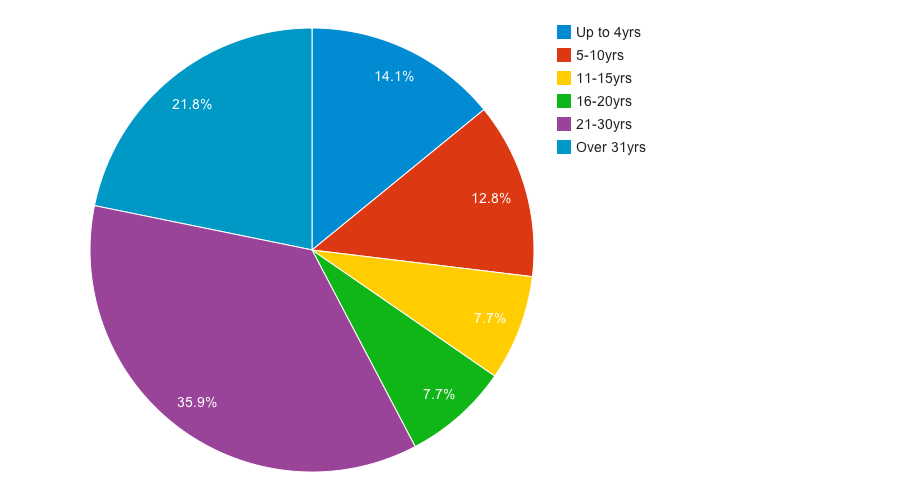 Up to 4yrs
5-10yrs
11-15yrs
16-20yrs
21-30yrs
Over 31yrs
14.1%
21.8%
12.8%
7.7%
7.7%
35.9%